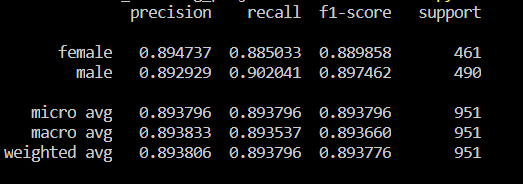 precision recall f1-score support
female 0.894737 0.885033 0.889858 461
male 0.892929 0.902041 0.897462 490
micro avg 0.893796 0.893796 0.893796 951
macro avg 0.893833 0.893537 0.893660 951
weighted avg 0.893806 0.893796 0.893776 951